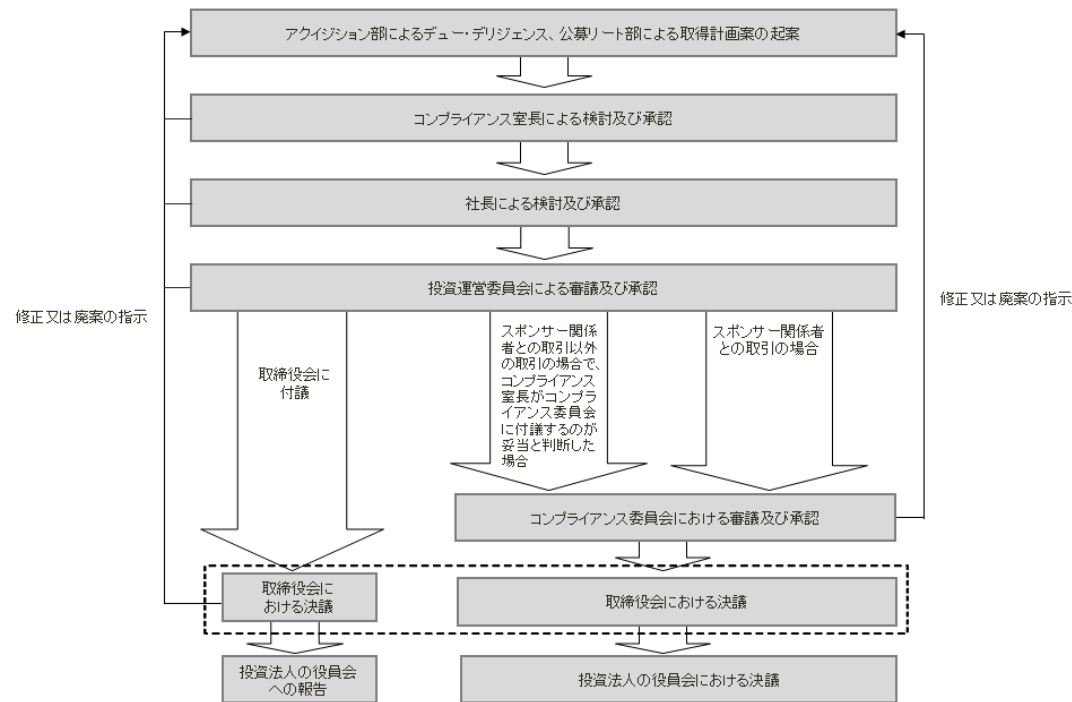 アクイジション部によるデュー・デリジェンス、公募リート部による取得計画案の起案
コンプライアンス室長による検討及び承認
社長による検討及び承認
投資運営委員会による審議及び承認
修正又は廃案の指示
修正又は廃案の指示
取締役会に
付議
スポンサー関係
者との取引以外
の取引の場合で、
コンプライアンス
室長がコンプラ
イアンス委員会
に付議するのが
妥当と判断した
場合
スポンサー関係者
との取引の場合
コンプライアンス委員会における審議及び承認
取締役会に
おける決議
取締役会における決議
投資法人の役員会
への報告
投資法人の役員会における決議